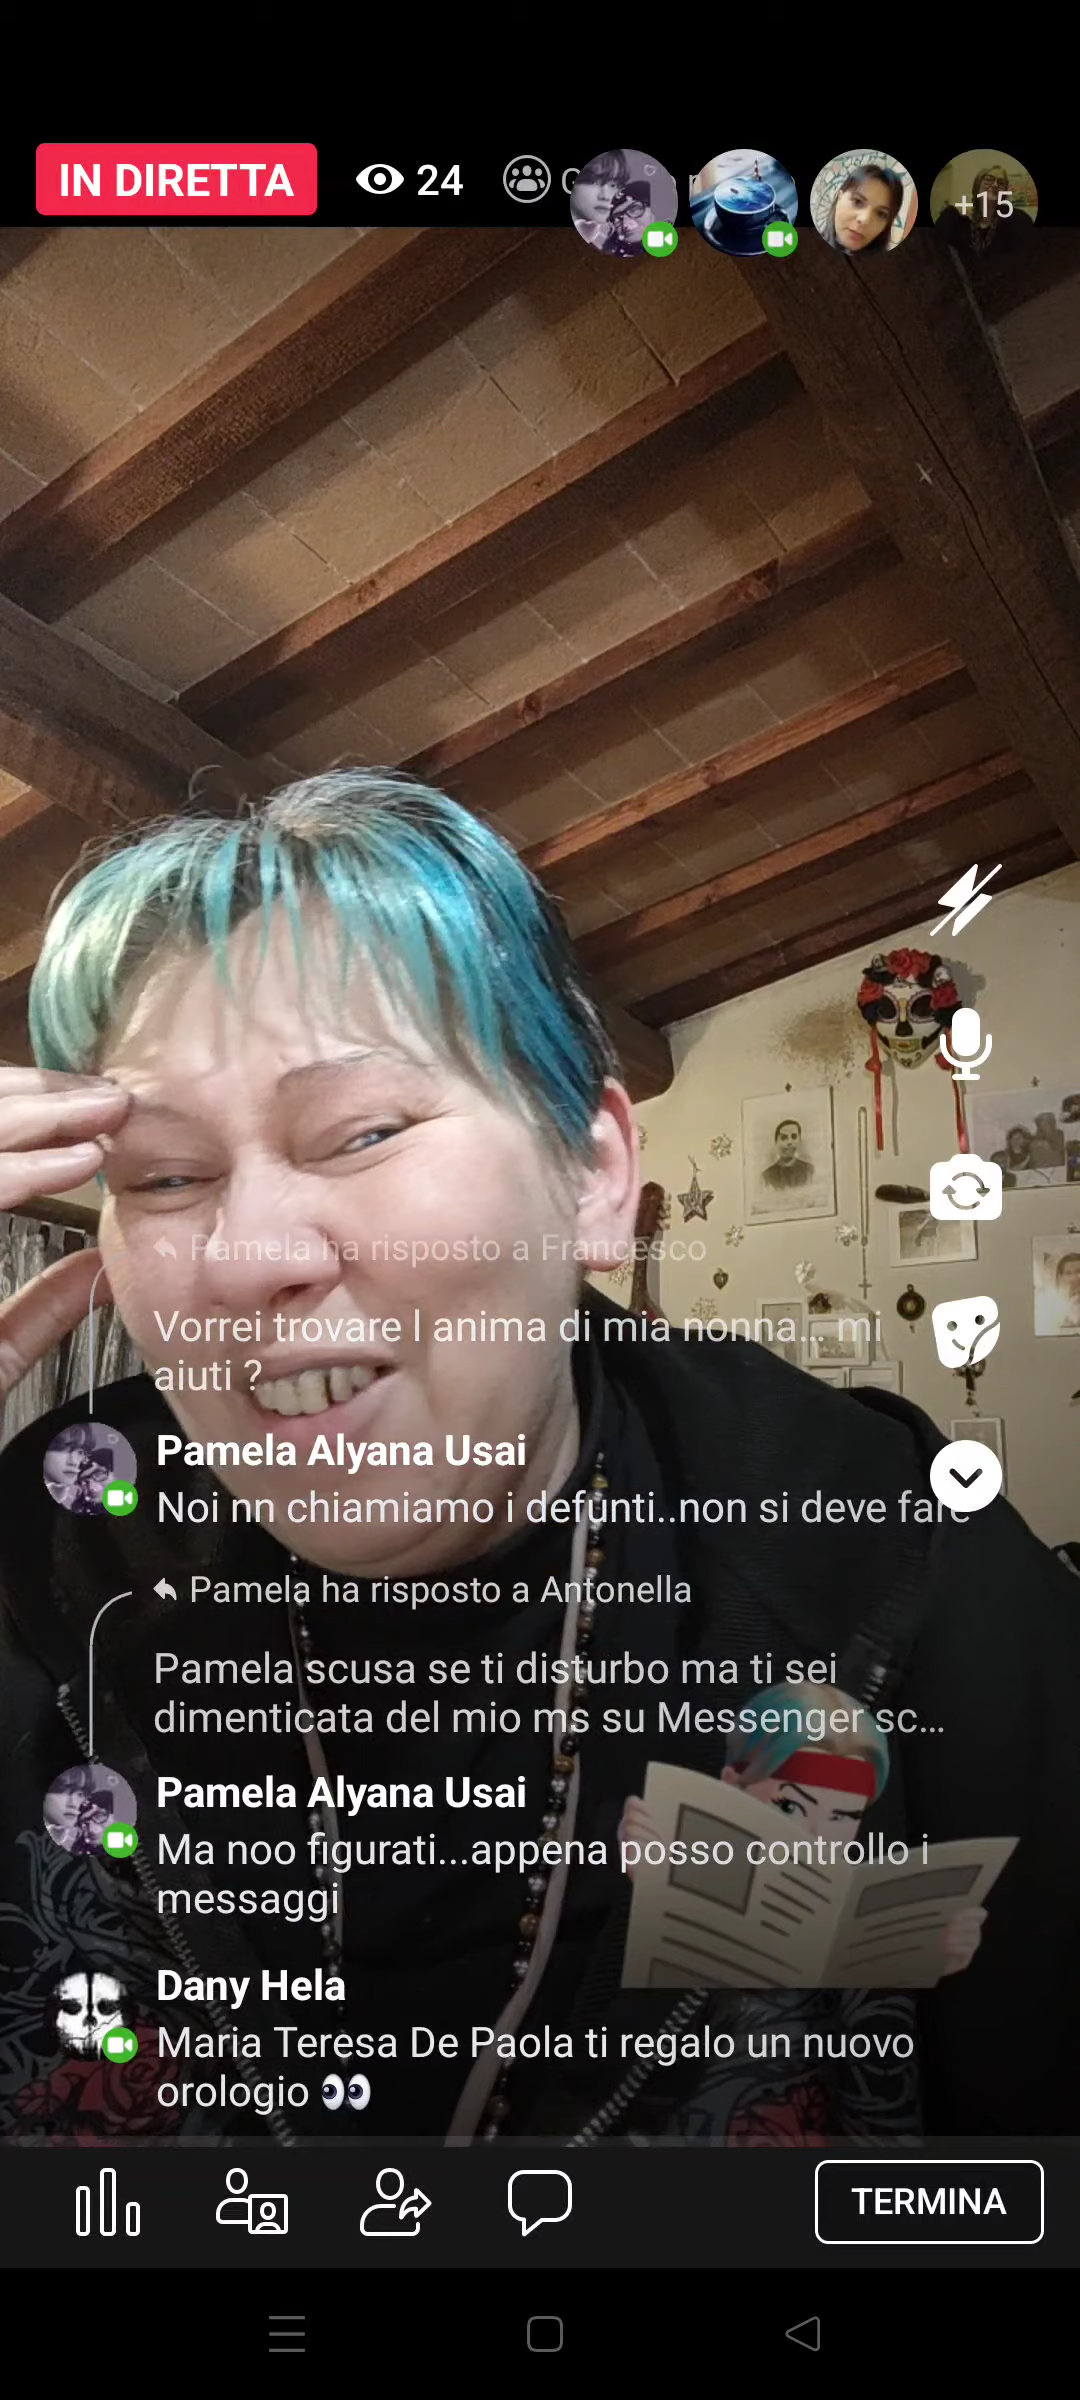 IN DIRETTA
24
+15
Pamela ha risposto a Francesco
Vorrei trovare l anima di mia nonna... mi
aiuti ?
Pamela Alyana Usai
Noi nn chiamiamo i defunti..non si deve fare
Pamela ha risposto a Antonella
Pamela scusa se ti disturbo ma ti sei
dimenticata del mio ms su Messenger sc...
Pamela Alyana Usai
Ma noo figurati...appena posso controllo i
messaggi
Dany Hela
Maria Teresa De Paola ti regalo un nuovo
orologio 👀
TERMINA